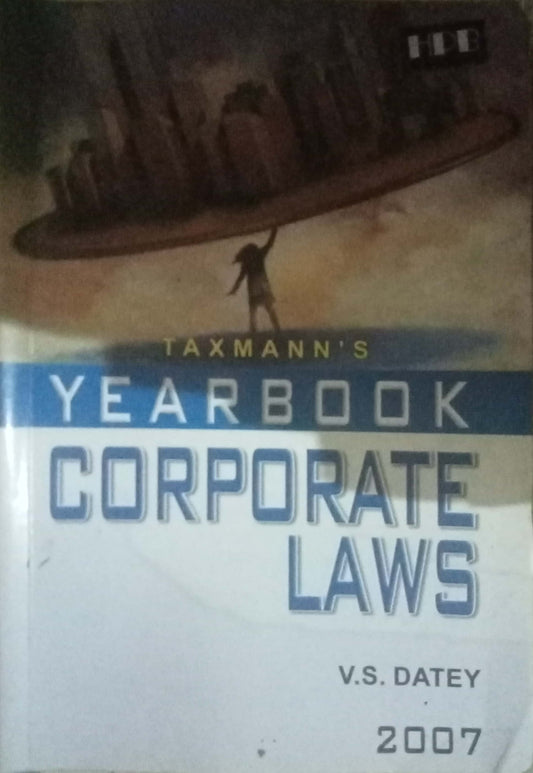 HPB
TAXMANN'S
YEARBOOK
CORPORATE
LAWS
V.S. DATEY
2007